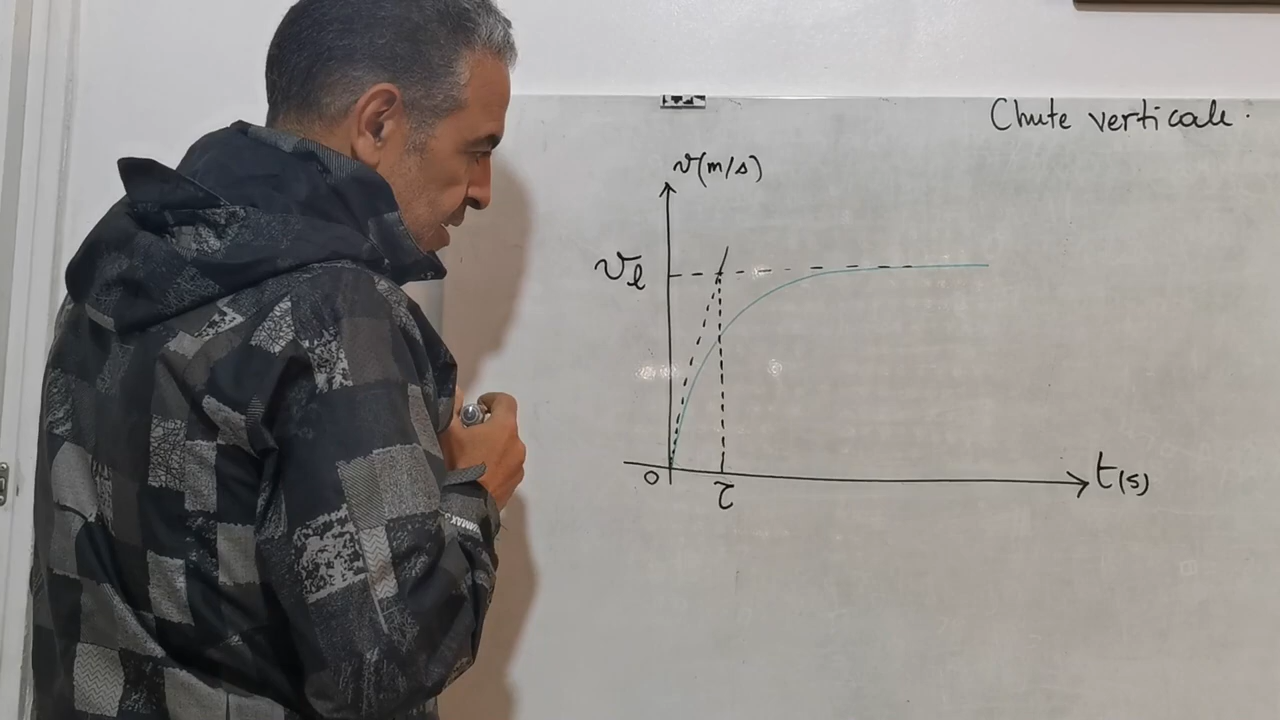 Chute verticale.
v(m/s)
vℓ
0
τ
t(s)